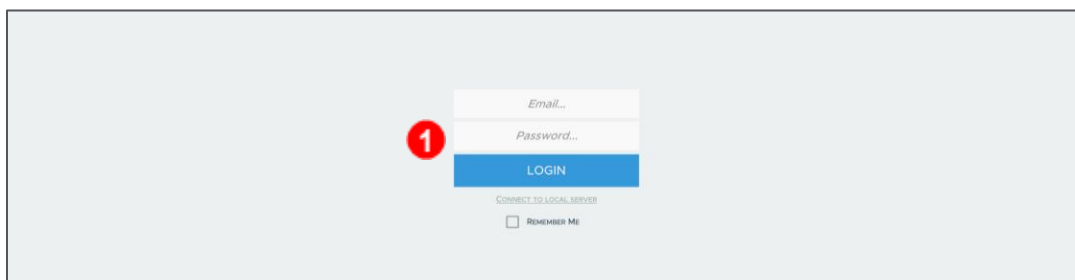 Email...
1
Password...
LOGIN
CONNECT TO LOCAL SERVER
REMEMBER ME